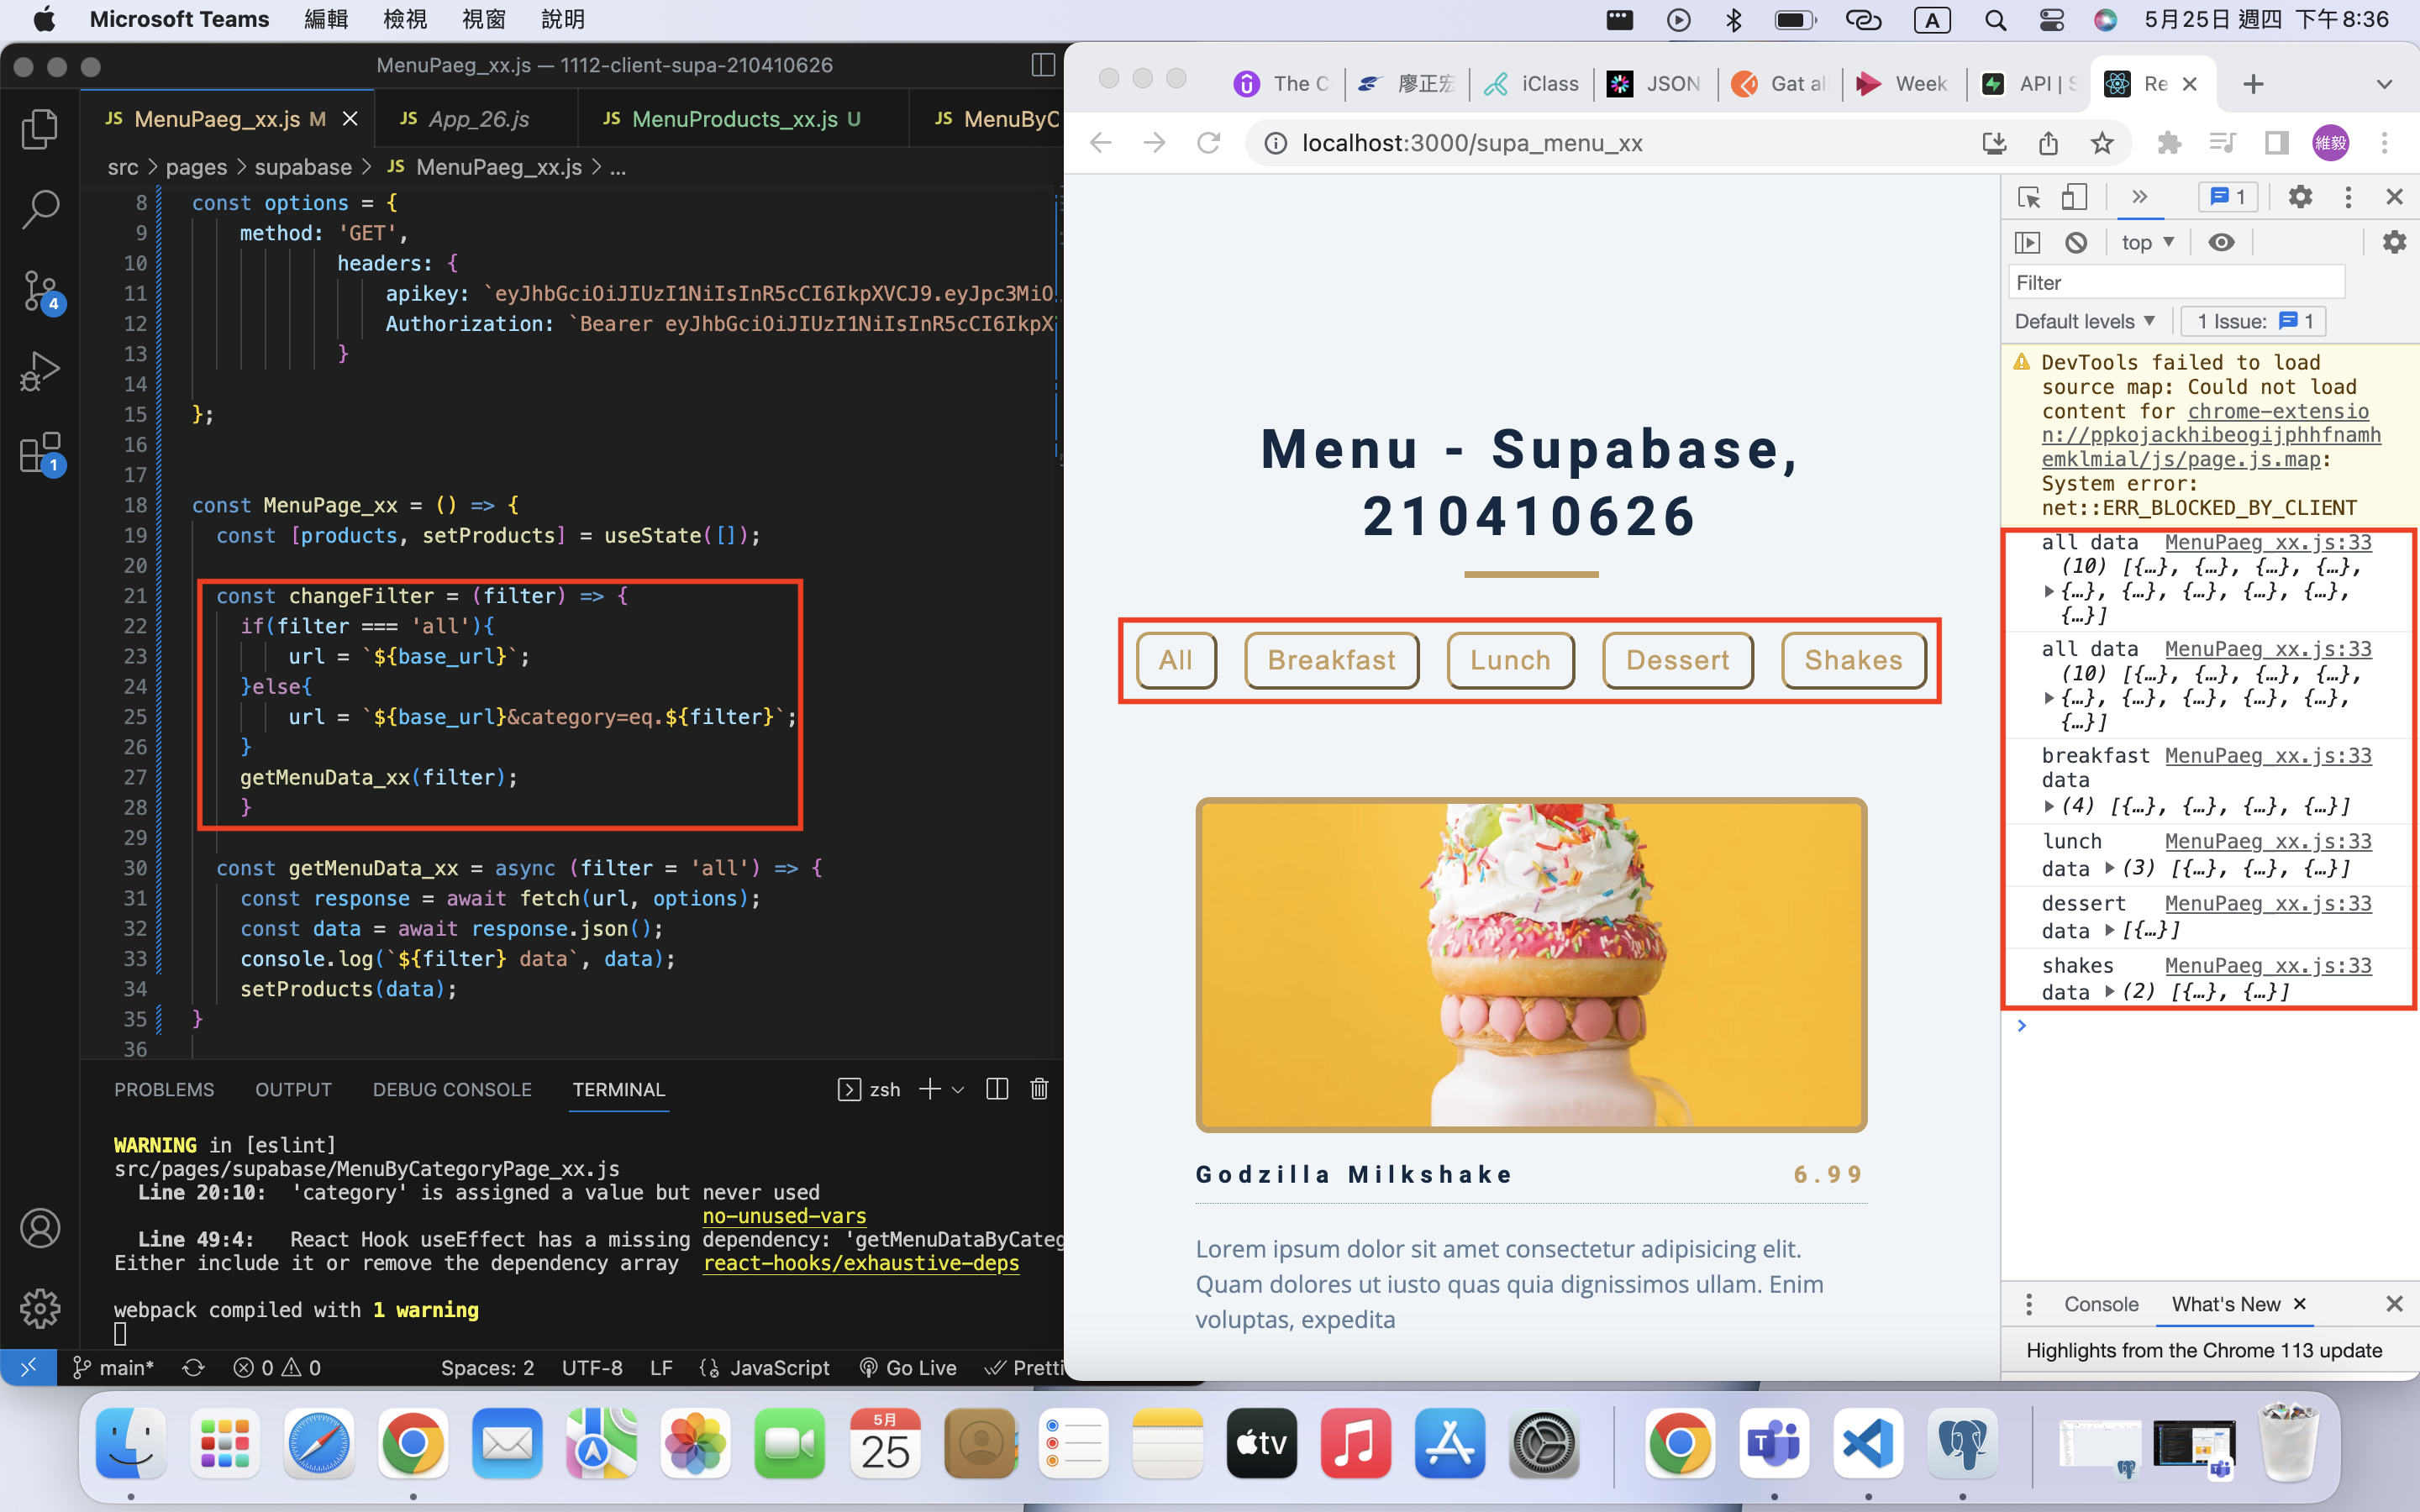 Microsoft Teams 編輯 檢視 視窗 說明
A 5月25日 週四 下午8:36
MenuPaeg_xx.js — 1112-client-supa-210410626
JS MenuPaeg_xx.js M
JS App_26.js
JS MenuProducts_xx.js U
JS MenuByC
src > pages > supabase > JS MenuPaeg_xx.js > ...
8 const options = {
9 method: 'GET',
10 headers: {
11 apikey: `eyJhbGciOiJIUzI1NiIsInR5cCI6IkpXVCJ9.eyJpc3MiO
12 Authorization: `Bearer eyJhbGciOiJIUzI1NiIsInR5cCI6IkpX
13 }
14
15 };
16
17
18 const MenuPage_xx = () => {
19 const [products, setProducts] = useState([]);
20
21 const changeFilter = (filter) => {
22 if(filter === 'all'){
23 url = `${base_url}`;
24 }else{
25 url = `${base_url}&category=eq.${filter}`;
26 }
27 getMenuData_xx(filter);
28 }
29
30 const getMenuData_xx = async (filter = 'all') => {
31 const response = await fetch(url, options);
32 const data = await response.json();
33 console.log(`${filter} data`, data);
34 setProducts(data);
35 }
36
4
1
PROBLEMS OUTPUT DEBUG CONSOLE TERMINAL
zsh
WARNING in [eslint]
src/pages/supabase/MenuByCategoryPage_xx.js
Line 20:10: 'category' is assigned a value but never used
no-unused-vars
Line 49:4: React Hook useEffect has a missing dependency: 'getMenuDataByCateg
Either include it or remove the dependency array react-hooks/exhaustive-deps
webpack compiled with 1 warning
main* 0 0 Spaces: 2 UTF-8 LF JavaScript Go Live Pretti
The C
廖正宏
iClass
JSON
Gat al
Week
API | S
Re
localhost:3000/supa_menu_xx
維毅
Menu - Supabase,
210410626
All Breakfast Lunch Dessert Shakes
Godzilla Milkshake 6.99
Lorem ipsum dolor sit amet consectetur adipisicing elit.
Quam dolores ut iusto quas quia dignissimos ullam. Enim
voluptas, expedita
1
top
Filter
Default levels 1 Issue: 1
DevTools failed to load
source map: Could not load
content for chrome-extensio
n://ppkojackhibeogijphhfnamh
emklmial/js/page.js.map:
System error:
net::ERR_BLOCKED_BY_CLIENT
all data MenuPaeg_xx.js:33
(10) [{…}, {…}, {…}, {…},
{…}, {…}, {…}, {…}, {…},
{…}]
all data MenuPaeg_xx.js:33
(10) [{…}, {…}, {…}, {…},
{…}, {…}, {…}, {…}, {…},
{…}]
breakfast MenuPaeg_xx.js:33
data
(4) [{…}, {…}, {…}, {…}]
lunch MenuPaeg_xx.js:33
data (3) [{…}, {…}, {…}]
dessert MenuPaeg_xx.js:33
data [{…}]
shakes MenuPaeg_xx.js:33
data (2) [{…}, {…}]
Console What's New
Highlights from the Chrome 113 update
5月
25
tv
T